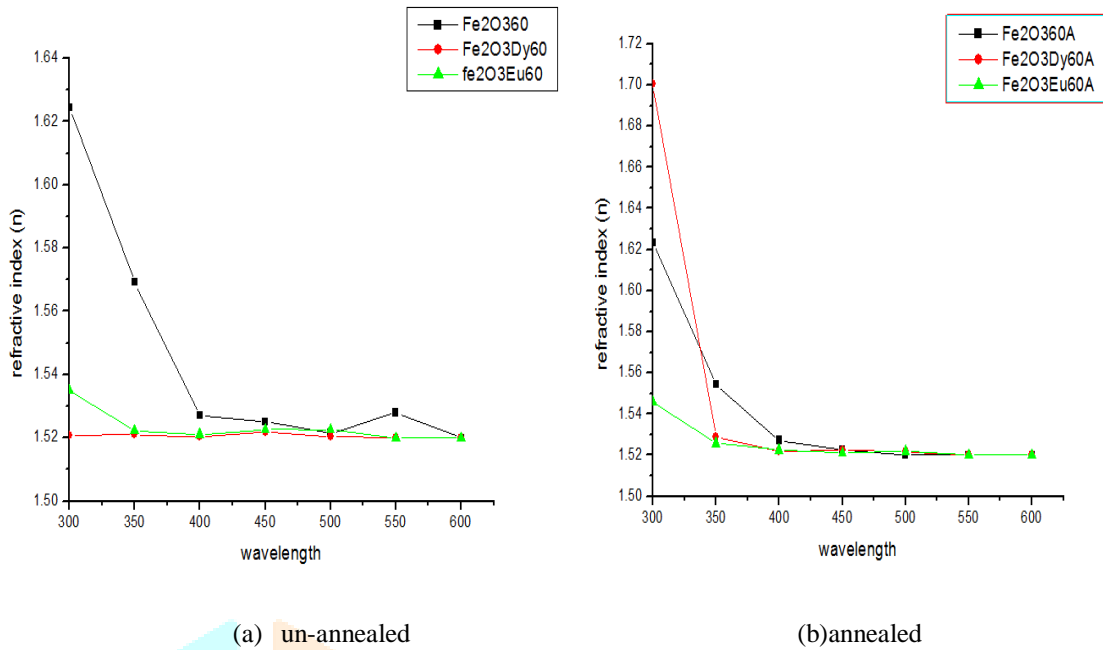 Fe2O360
Fe2O3Dy60
fe2O3Eu60
1.64
1.62
1.60
1.58
1.56
1.54
1.52
1.50
refractive index (n)
300 350 400 450 500 550 600
wavelength
(a) un-annealed
Fe2O360A
Fe2O3Dy60A
Fe2O3Eu60A
1.72
1.70
1.68
1.66
1.64
1.62
1.60
1.58
1.56
1.54
1.52
1.50
refractive index (n)
300 350 400 450 500 550 600
wavelength
(b)annealed